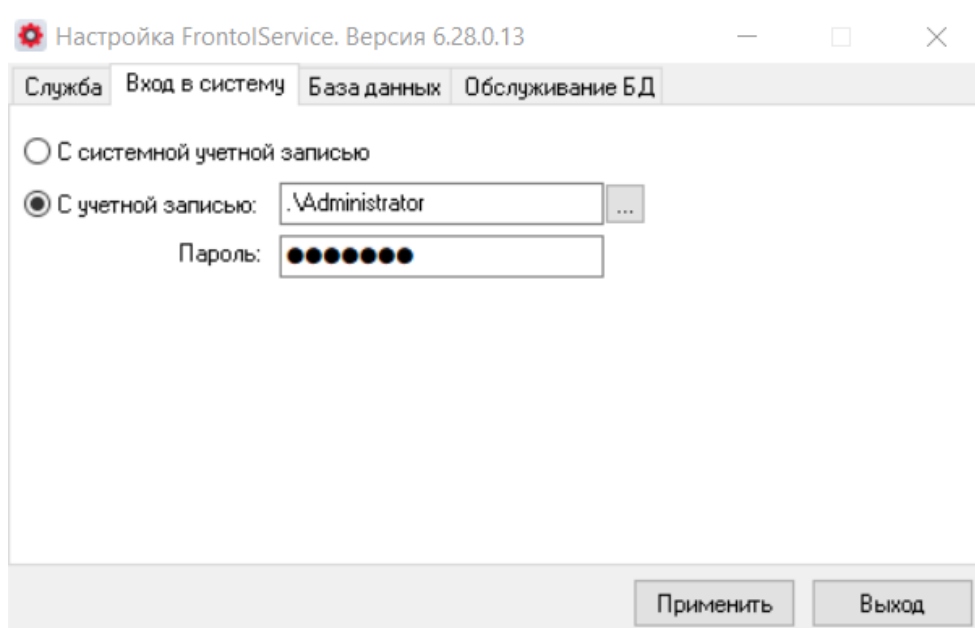 Настройка FrontolService. Версия 6.28.0.13
Служба Вход в систему База данных Обслуживание БД
С системной учетной записью
С учетной записью: .\Administrator ...
Пароль: ●●●●●●●
Применить Выход